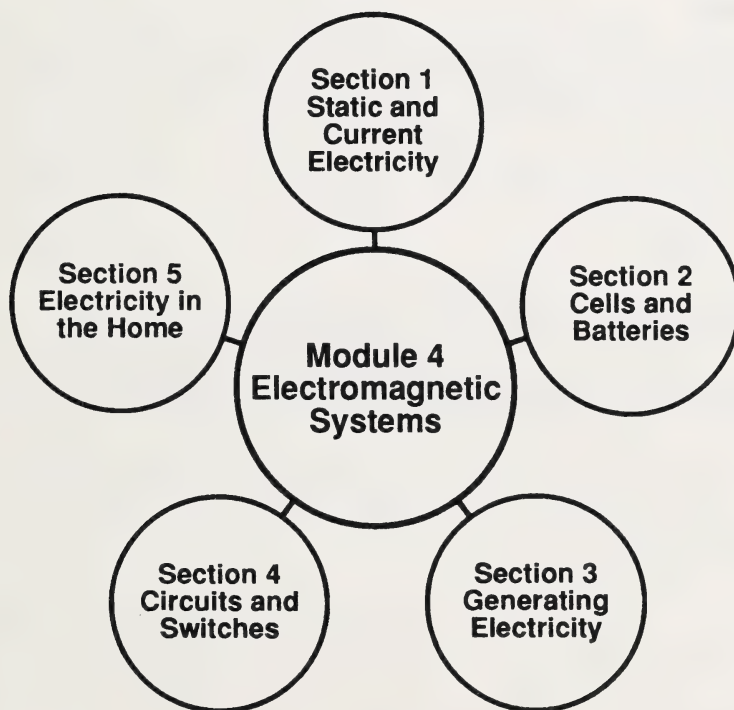 Section 1
Static and
Current
Electricity
Section 5
Electricity in
the Home
Section 2
Cells and
Batteries
Module 4
Electromagnetic
Systems
Section 4
Circuits and
Switches
Section 3
Generating
Electricity